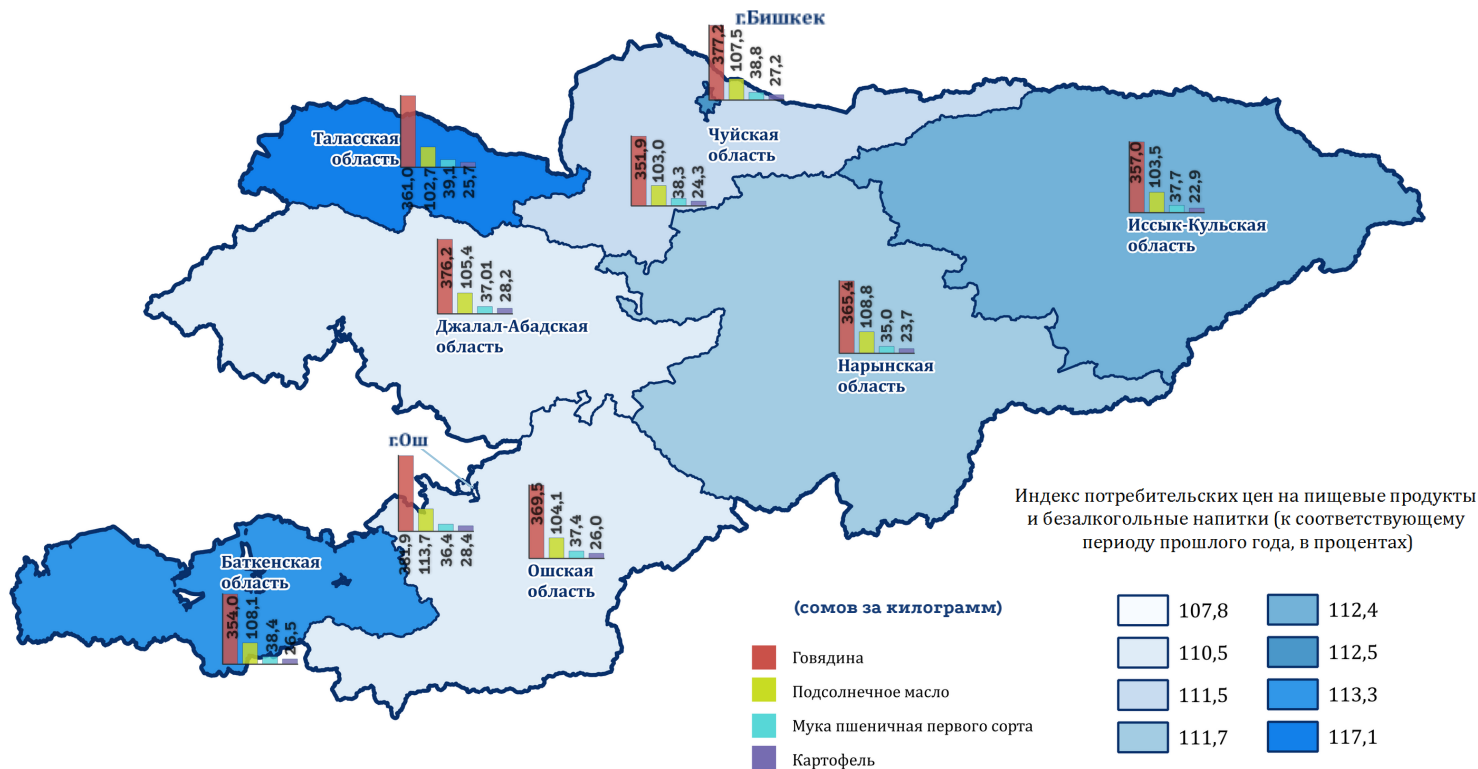 г.Бишкек
377,2
107,5
38,8
27,2
Таласская
область
361,0
102,7
39,1
25,7
Чуйская
область
351,9
103,0
38,3
24,3
357,0
103,5
37,7
22,9
Иссык-Кульская
область
376,2
105,4
37,01
28,2
Джалал-Абадская
область
365,4
108,8
35,0
23,7
Нарынская
область
г.Ош
381,9
113,7
36,4
28,4
369,5
104,1
37,4
26,0
Ошская
область
Баткенская
область
354,0
108,1
38,4
26,5
Индекс потребительских цен на пищевые продукты
и безалкогольные напитки (к соответствующему
периоду прошлого года, в процентах)
(сомов за килограмм)
Говядина
Подсолнечное масло
Мука пшеничная первого сорта
Картофель
107,8
110,5
111,5
111,7
112,4
112,5
113,3
117,1